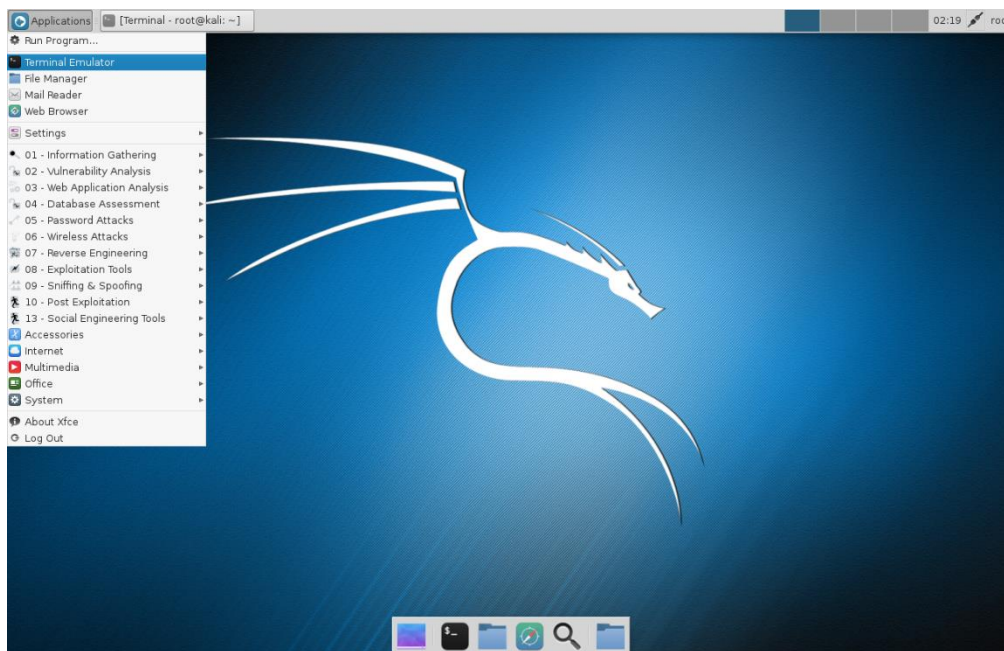 Applications [Terminal - root@kali: ~] 02:19
Run Program...
Terminal Emulator
File Manager
Mail Reader
Web Browser
Settings
01 - Information Gathering
02 - Vulnerability Analysis
03 - Web Application Analysis
04 - Database Assessment
05 - Password Attacks
06 - Wireless Attacks
07 - Reverse Engineering
08 - Exploitation Tools
09 - Sniffing & Spoofing
10 - Post Exploitation
13 - Social Engineering Tools
Accessories
Internet
Multimedia
Office
System
About Xfce
Log Out
$_